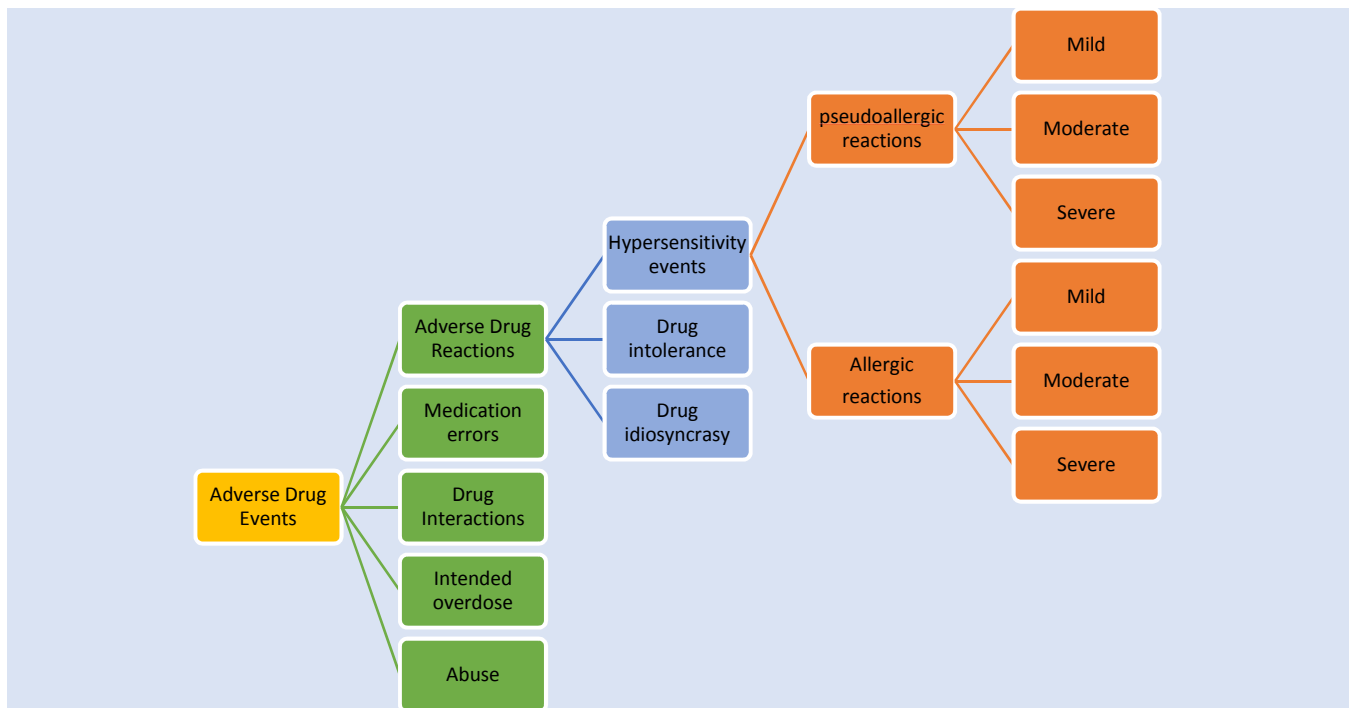 Mild
pseudoallergic
reactions
Moderate
Severe
Hypersensitivity
events
Mild
Adverse Drug
Reactions
Drug
intolerance
Allergic
reactions
Moderate
Medication
errors
Drug
idiosyncrasy
Severe
Adverse Drug
Events
Drug
Interactions
Intended
overdose
Abuse